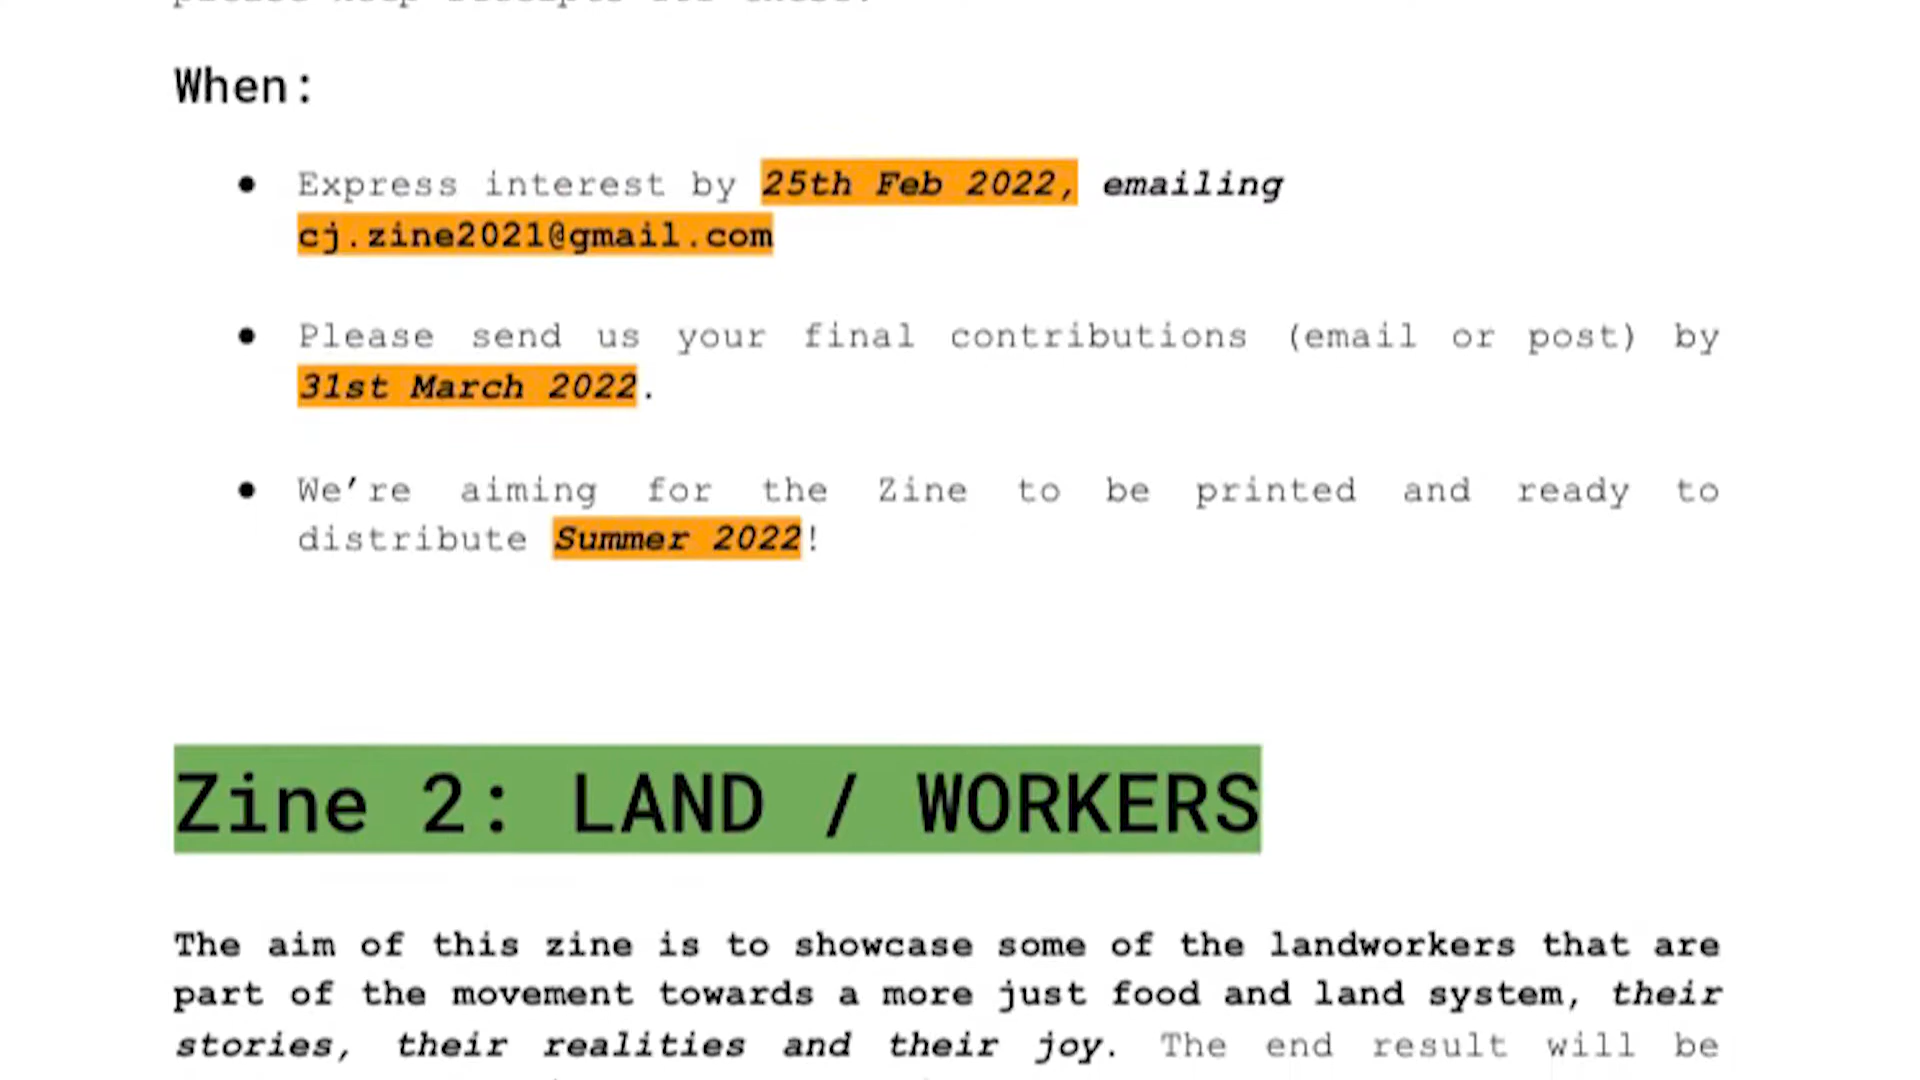 When:
● Express interest by 25th Feb 2022, emailing
cj.zine2021@gmail.com
● Please send us your final contributions (email or post) by
31st March 2022.
● We’re aiming for the Zine to be printed and ready to
distribute Summer 2022!
Zine 2: LAND / WORKERS
The aim of this zine is to showcase some of the landworkers that are
part of the movement towards a more just food and land system, their
stories, their realities and their joy. The end result will be